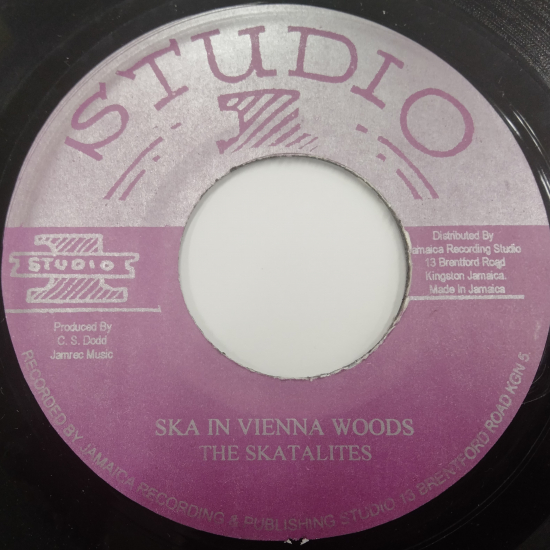 STUDIO
1
STUDIO
Distributed By
Jamaica Recording Studio
13 Brentford Road
Kingston Jamaica.
Made in Jamaica
Produced By
C. S. Dodd
Jamrec Music
SKA IN VIENNA WOODS
THE SKATALITES
RECORDED BY JAMAICA RECORDING & PUBLISHING STUDIO 13 BRENTFORD ROAD KGN 5